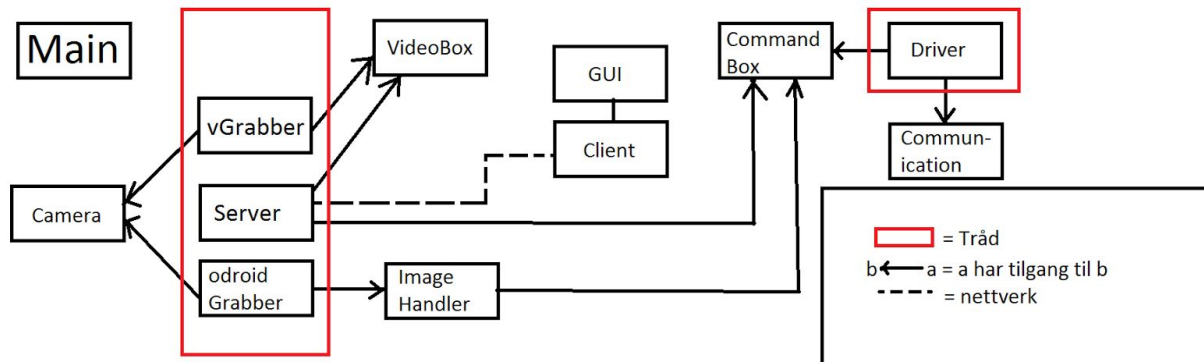 Main
VideoBox
vGrabber
Camera
Server
odroid
Grabber
Image
Handler
GUI
Client
Command
Box
Driver
Commun-
ication
= Tråd
b a = a har tilgang til b
= nettverk